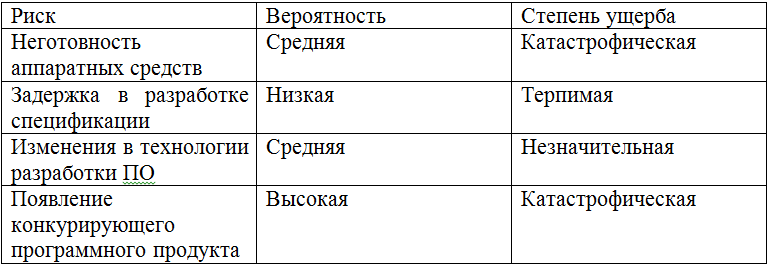 Риск Вероятность Степень ущерба
Неготовность Средняя Катастрофическая
аппаратных средств
Задержка в разработке Низкая Терпимая
спецификации
Изменения в технологии Средняя Незначительная
разработки ПО
Появление Высокая Катастрофическая
конкурирующего
программного продукта